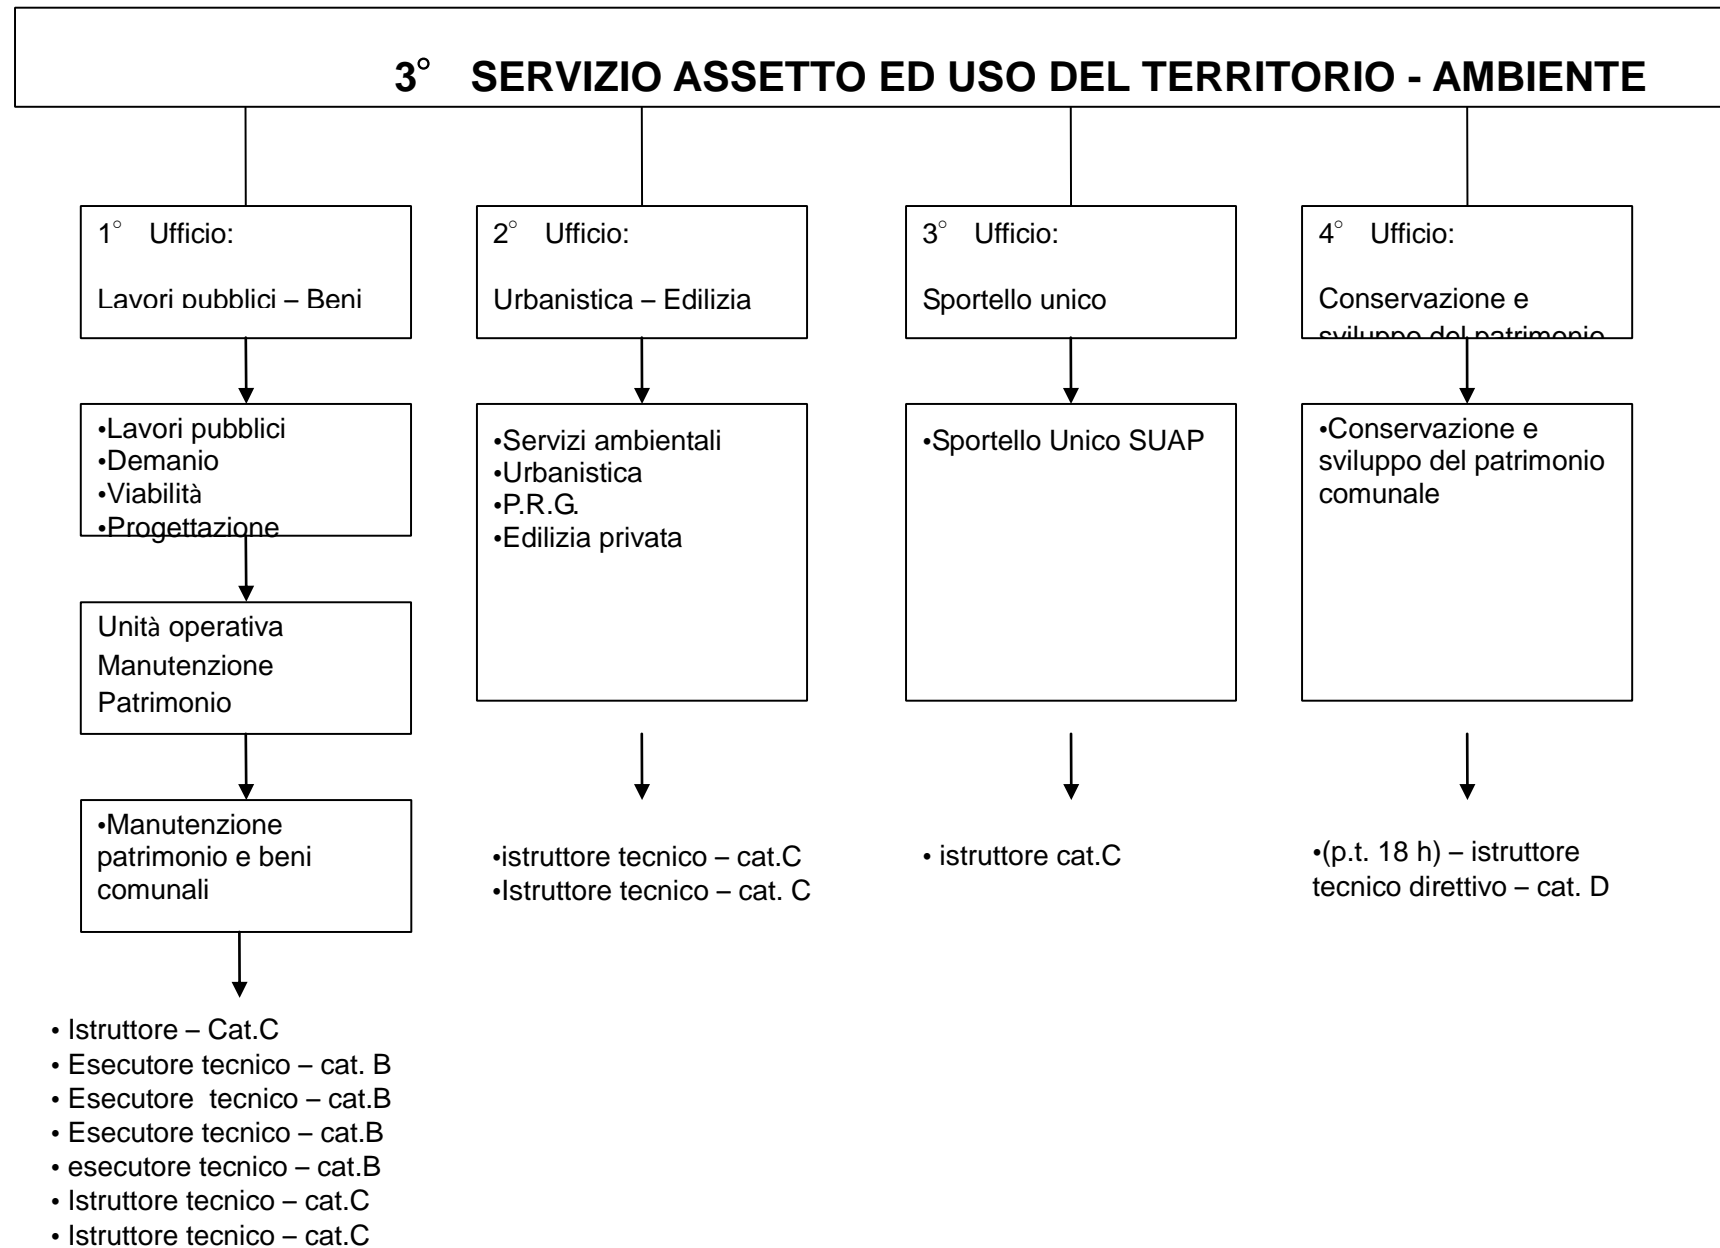 3° SERVIZIO ASSETTO ED USO DEL TERRITORIO - AMBIENTE
1° Ufficio:
Lavori pubblici – Beni
2° Ufficio:
Urbanistica – Edilizia
3° Ufficio:
Sportello unico
4° Ufficio:
Conservazione e
sviluppo del patrimonio
•Lavori pubblici
•Demanio
•Viabilità
•Progettazione
•Servizi ambientali
•Urbanistica
•P.R.G.
•Edilizia privata
•Sportello Unico SUAP
•Conservazione e
sviluppo del patrimonio
comunale
Unità operativa
Manutenzione
Patrimonio
•Manutenzione
patrimonio e beni
comunali
•istruttore tecnico – cat.C
•Istruttore tecnico – cat. C
• istruttore cat.C
•(p.t. 18 h) – istruttore
tecnico direttivo – cat. D
• Istruttore – Cat.C
• Esecutore tecnico – cat. B
• Esecutore  tecnico – cat.B
• Esecutore tecnico – cat.B
• esecutore tecnico – cat.B
• Istruttore tecnico – cat.C
• Istruttore tecnico – cat.C